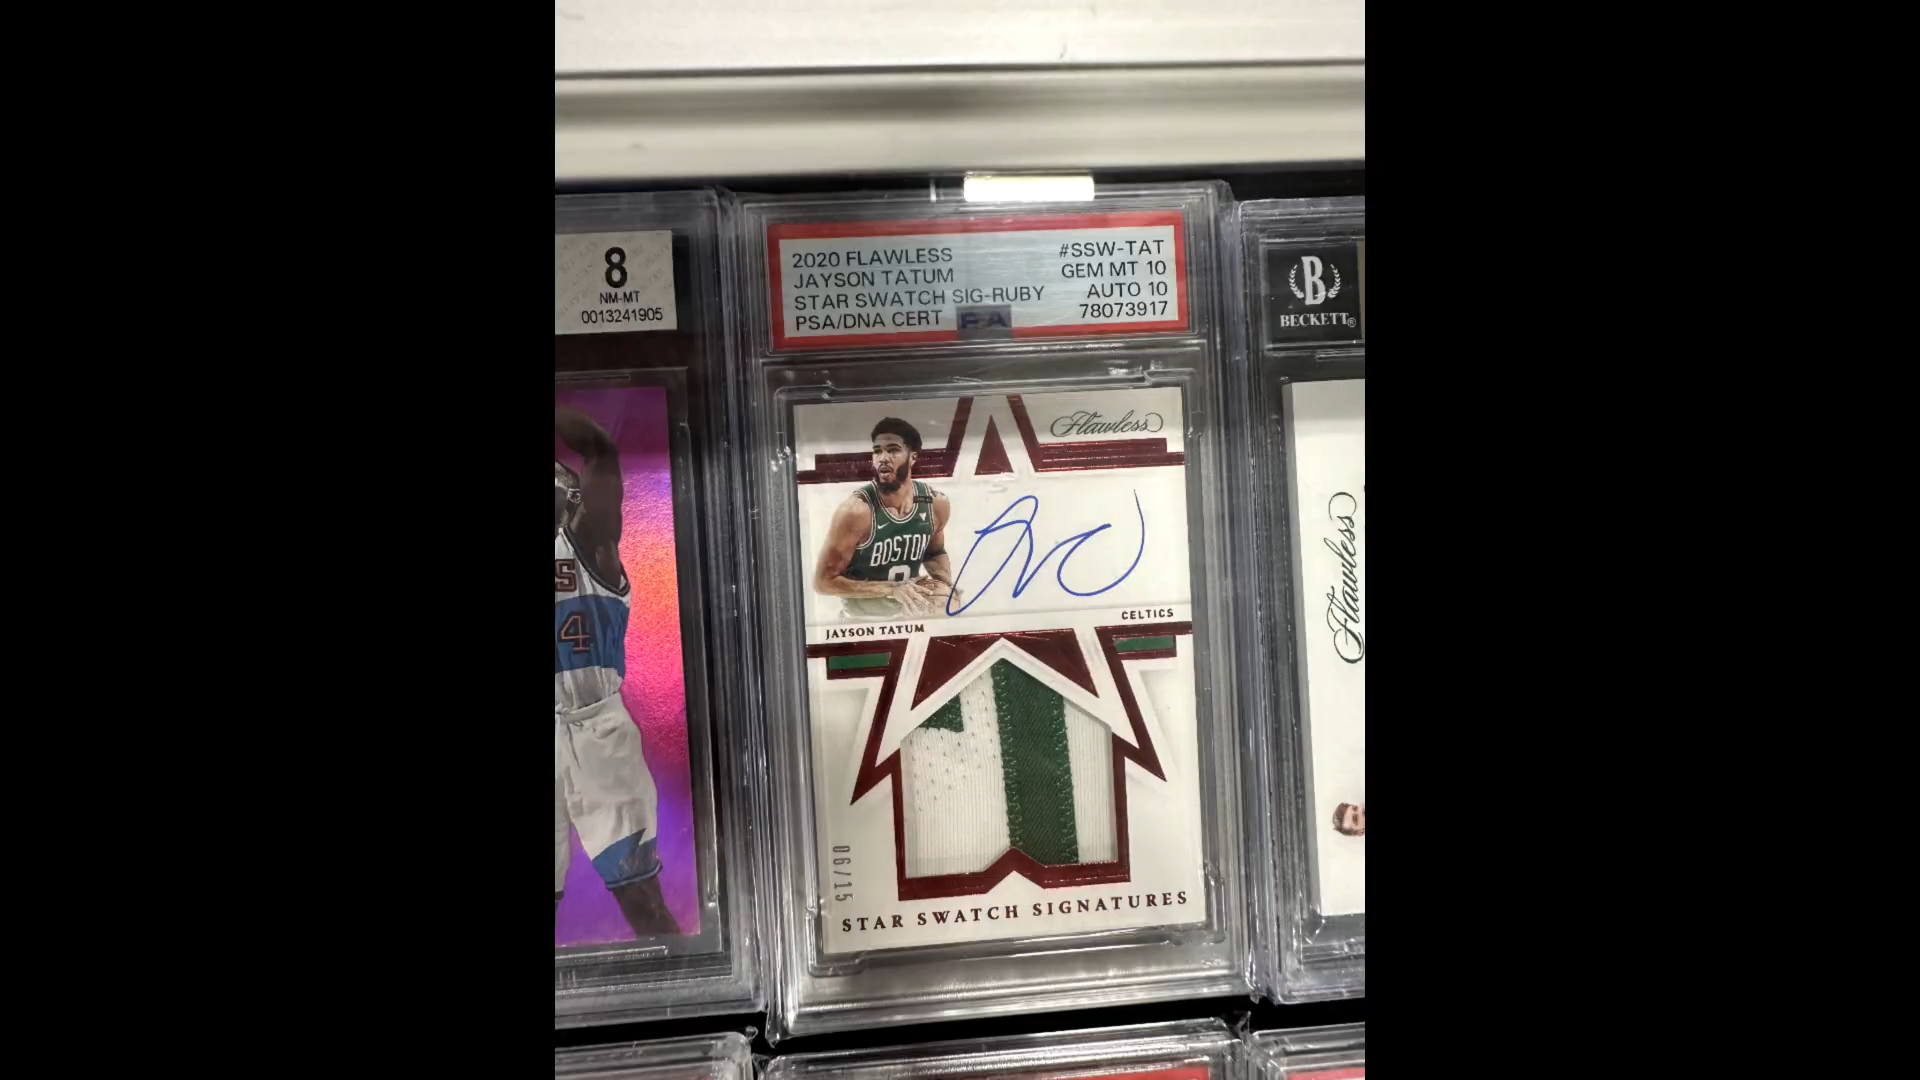 8
NM-MT
0013241905
2020 FLAWLESS #SSW-TAT
JAYSON TATUM GEM MT 10
STAR SWATCH SIG-RUBY AUTO 10
PSA/DNA CERT 78073917
B
BECKETT®
Flawless
BOSTON
JAYSON TATUM
CELTICS
4
Flawless
06/15
STAR SWATCH SIGNATURES